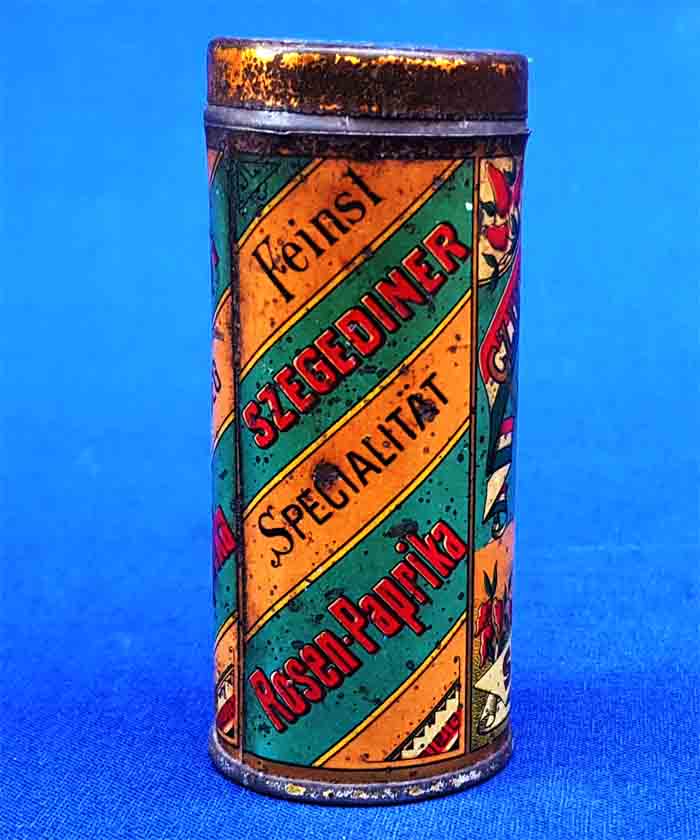 Feinst
SZEGEDINER
SPECIALITÄT
Rosen-Paprika